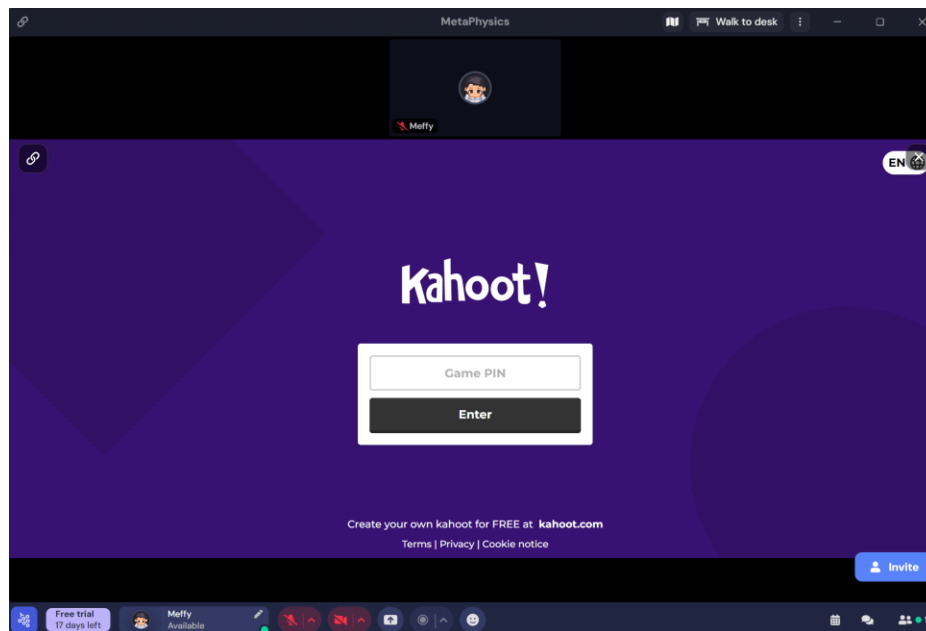 MetaPhysics
Walk to desk
Meffy
EN
Kahoot!
Game PIN
Enter
Create your own kahoot for FREE at kahoot.com
Terms | Privacy | Cookie notice
Invite
Free trial
17 days left
Meffy
Available